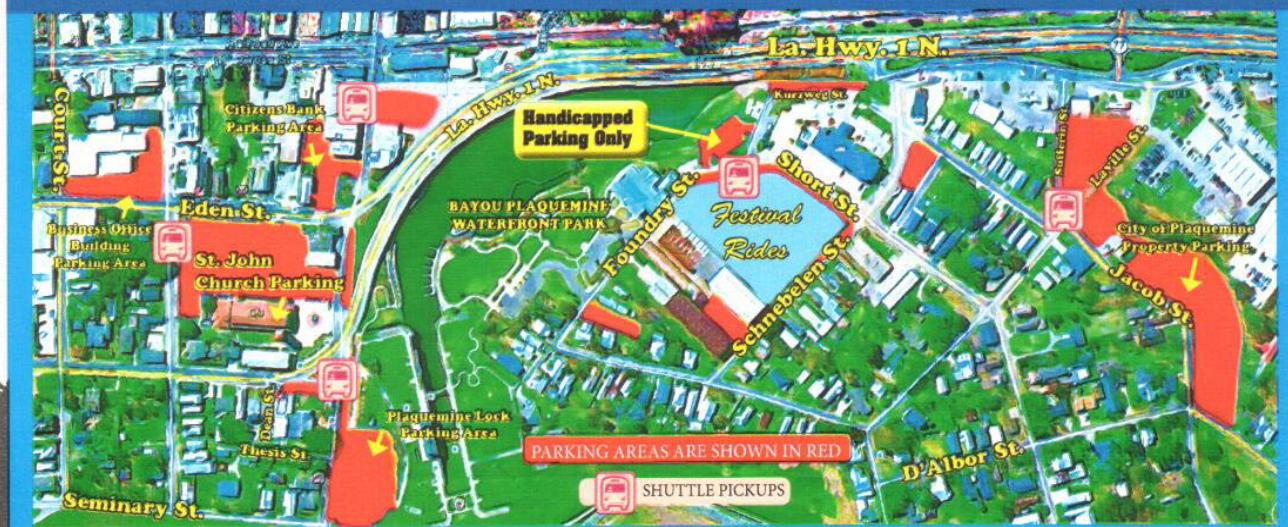 La. Hwy. 1 N.
Court St.
Citizens Bank
Parking Area
La. Hwy. 1 N.
Handicapped
Parking Only
Kurzweg St.
Short St.
Foundry St.
Festival
Rides
Schnebelen St.
BAYOU PLAQUEMINE
WATERFRONT PARK
Eden St.
Business Office
Building
Parking Area
St. John
Church Parking
Laville St.
City of Plaquemine
Property Parking
Jacob St.
Dean St.
Thesis St.
Plaquemine Lock
Parking Area
Seminary St.
D'Albor St.
PARKING AREAS ARE SHOWN IN RED
SHUTTLE PICKUPS